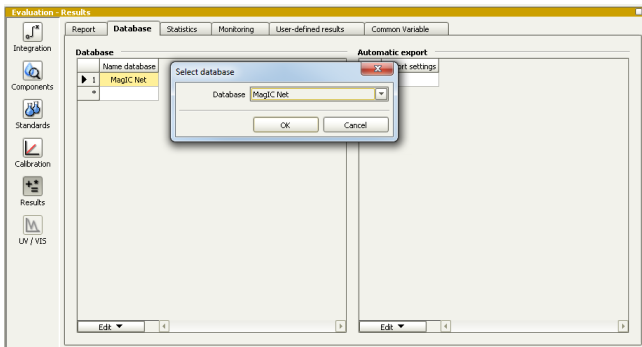 Evaluation - Results
Integration
Components
Standards
Calibration
Results
UV / VIS
Report
Database
Statistics
Monitoring
User-defined results
Common Variable
Database
Name database
1 MagIC Net
*
Automatic export
ort settings
Select database
Database MagIC Net
OK Cancel
Edit
Edit